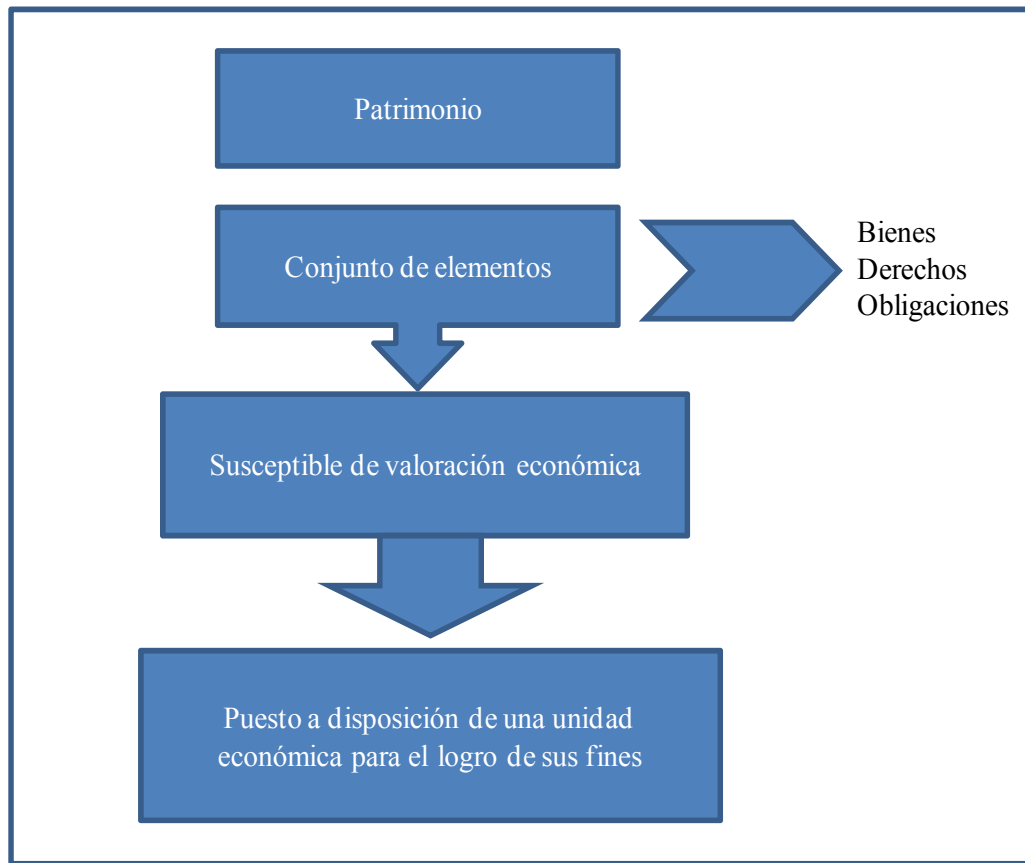 Patrimonio
Conjunto de elementos
Bienes
Derechos
Obligaciones
Susceptible de valoración económica
Puesto a disposición de una unidad
económica para el logro de sus fines